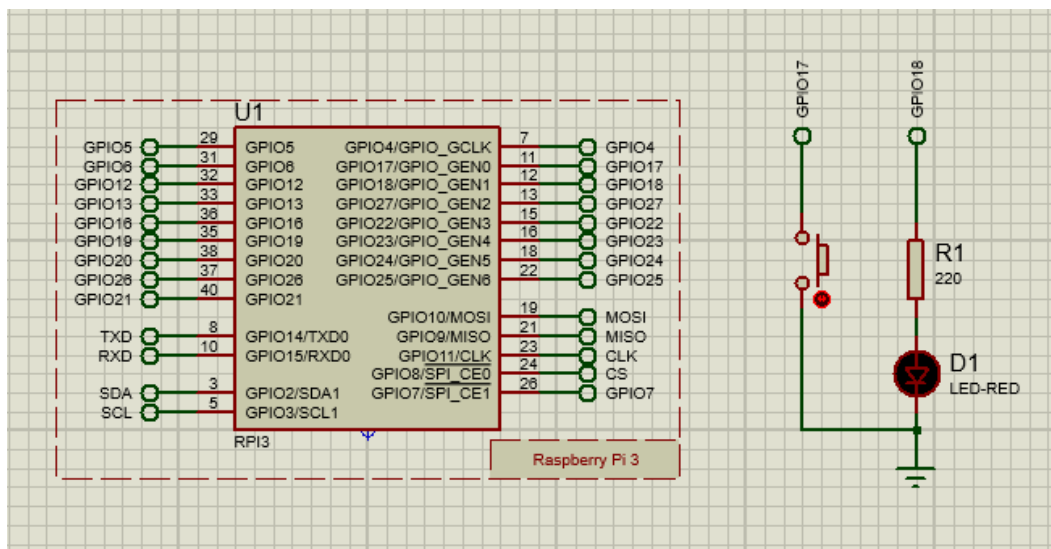 U1
GPIO5 29 GPIO5 GPIO4/GPIO_GCLK 7 GPIO4
GPIO6 31 GPIO6 GPIO17/GPIO_GEN0 11 GPIO17
GPIO12 32 GPIO12 GPIO18/GPIO_GEN1 12 GPIO18
GPIO13 33 GPIO13 GPIO27/GPIO_GEN2 13 GPIO27
GPIO16 36 GPIO16 GPIO22/GPIO_GEN3 15 GPIO22
GPIO19 35 GPIO19 GPIO23/GPIO_GEN4 16 GPIO23
GPIO20 38 GPIO20 GPIO24/GPIO_GEN5 18 GPIO24
GPIO26 37 GPIO26 GPIO25/GPIO_GEN6 22 GPIO25
GPIO21 40 GPIO21
GPIO10/MOSI 19 MOSI
TXD 8 GPIO14/TXD0 GPIO9/MISO 21 MISO
RXD 10 GPIO15/RXD0 GPIO11/CLK 23 CLK
GPIO8/SPI_CE0 24 CS
SDA 3 GPIO2/SDA1 GPIO7/SPI_CE1 26 GPIO7
SCL 5 GPIO3/SCL1
RPI3
Raspberry Pi 3
GPIO17
GPIO18
R1
220
D1
LED-RED